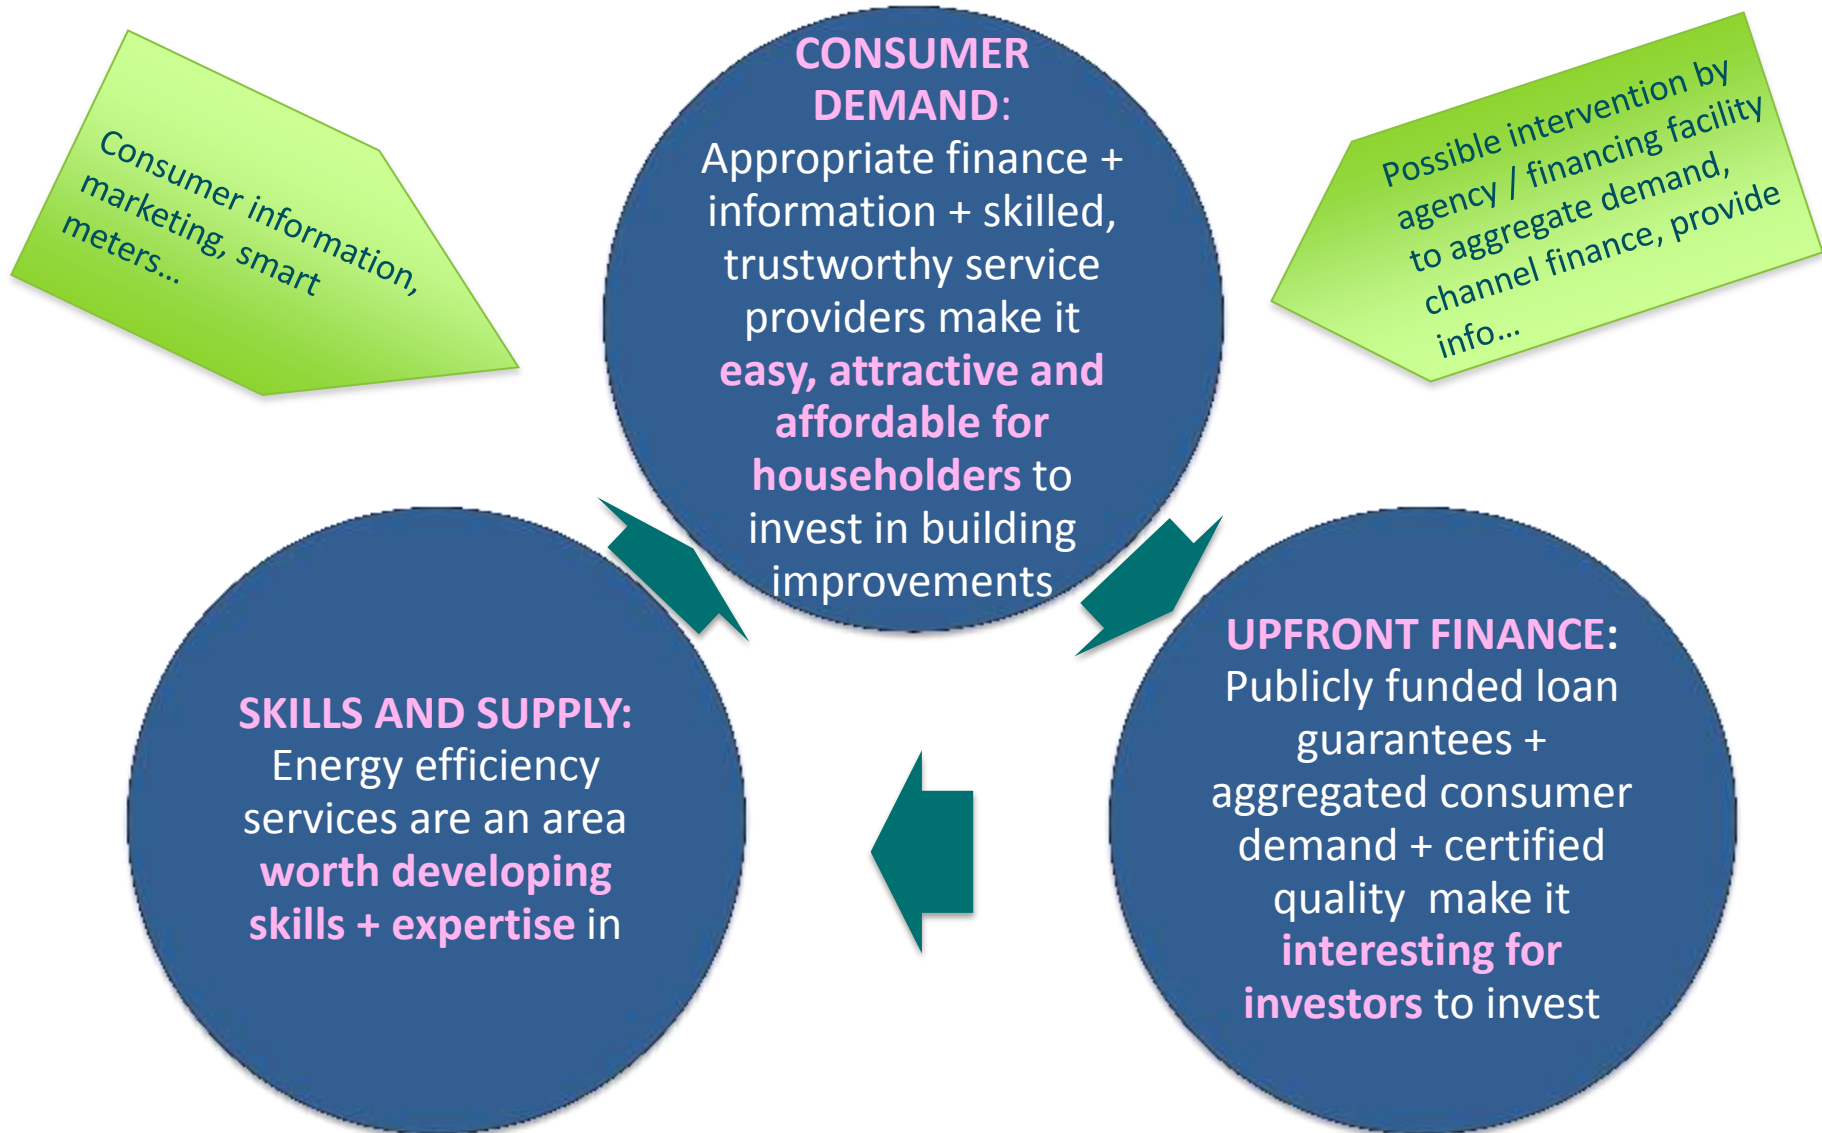 Consumer information,
marketing, smart
meters...
CONSUMER
DEMAND:
Appropriate finance +
information + skilled,
trustworthy service
providers make it
easy, attractive and
affordable for
householders to
invest in building
improvements
Possible intervention by
agency / financing facility
to aggregate demand,
channel finance, provide
info...
SKILLS AND SUPPLY:
Energy efficiency
services are an area
worth developing
skills + expertise in
UPFRONT FINANCE:
Publicly funded loan
guarantees +
aggregated consumer
demand + certified
quality  make it
interesting for
investors to invest